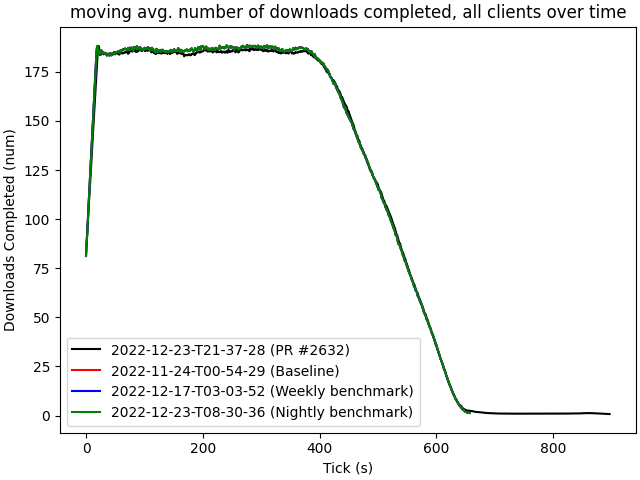 moving avg. number of downloads completed, all clients over time
Downloads Completed (num)
175
150
125
100
75
50
25
0
2022-12-23-T21-37-28 (PR #2632)
2022-11-24-T00-54-29 (Baseline)
2022-12-17-T03-03-52 (Weekly benchmark)
2022-12-23-T08-30-36 (Nightly benchmark)
0 200 400 600 800
Tick (s)